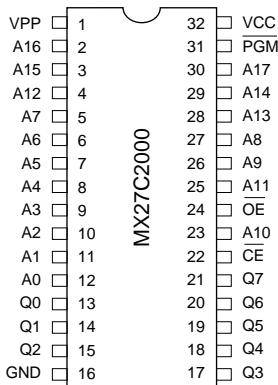 VPP 1 32 VCC
A16 2 31 P̅G̅M̅
A15 3 30 A17
A12 4 29 A14
A7 5 28 A13
A6 6 27 A8
A5 7 26 A9
A4 8 25 A11
A3 9 24 O̅E̅
A2 10 23 A10
A1 11 22 C̅E̅
A0 12 21 Q7
Q0 13 20 Q6
Q1 14 19 Q5
Q2 15 18 Q4
GND 16 17 Q3
MX27C2000